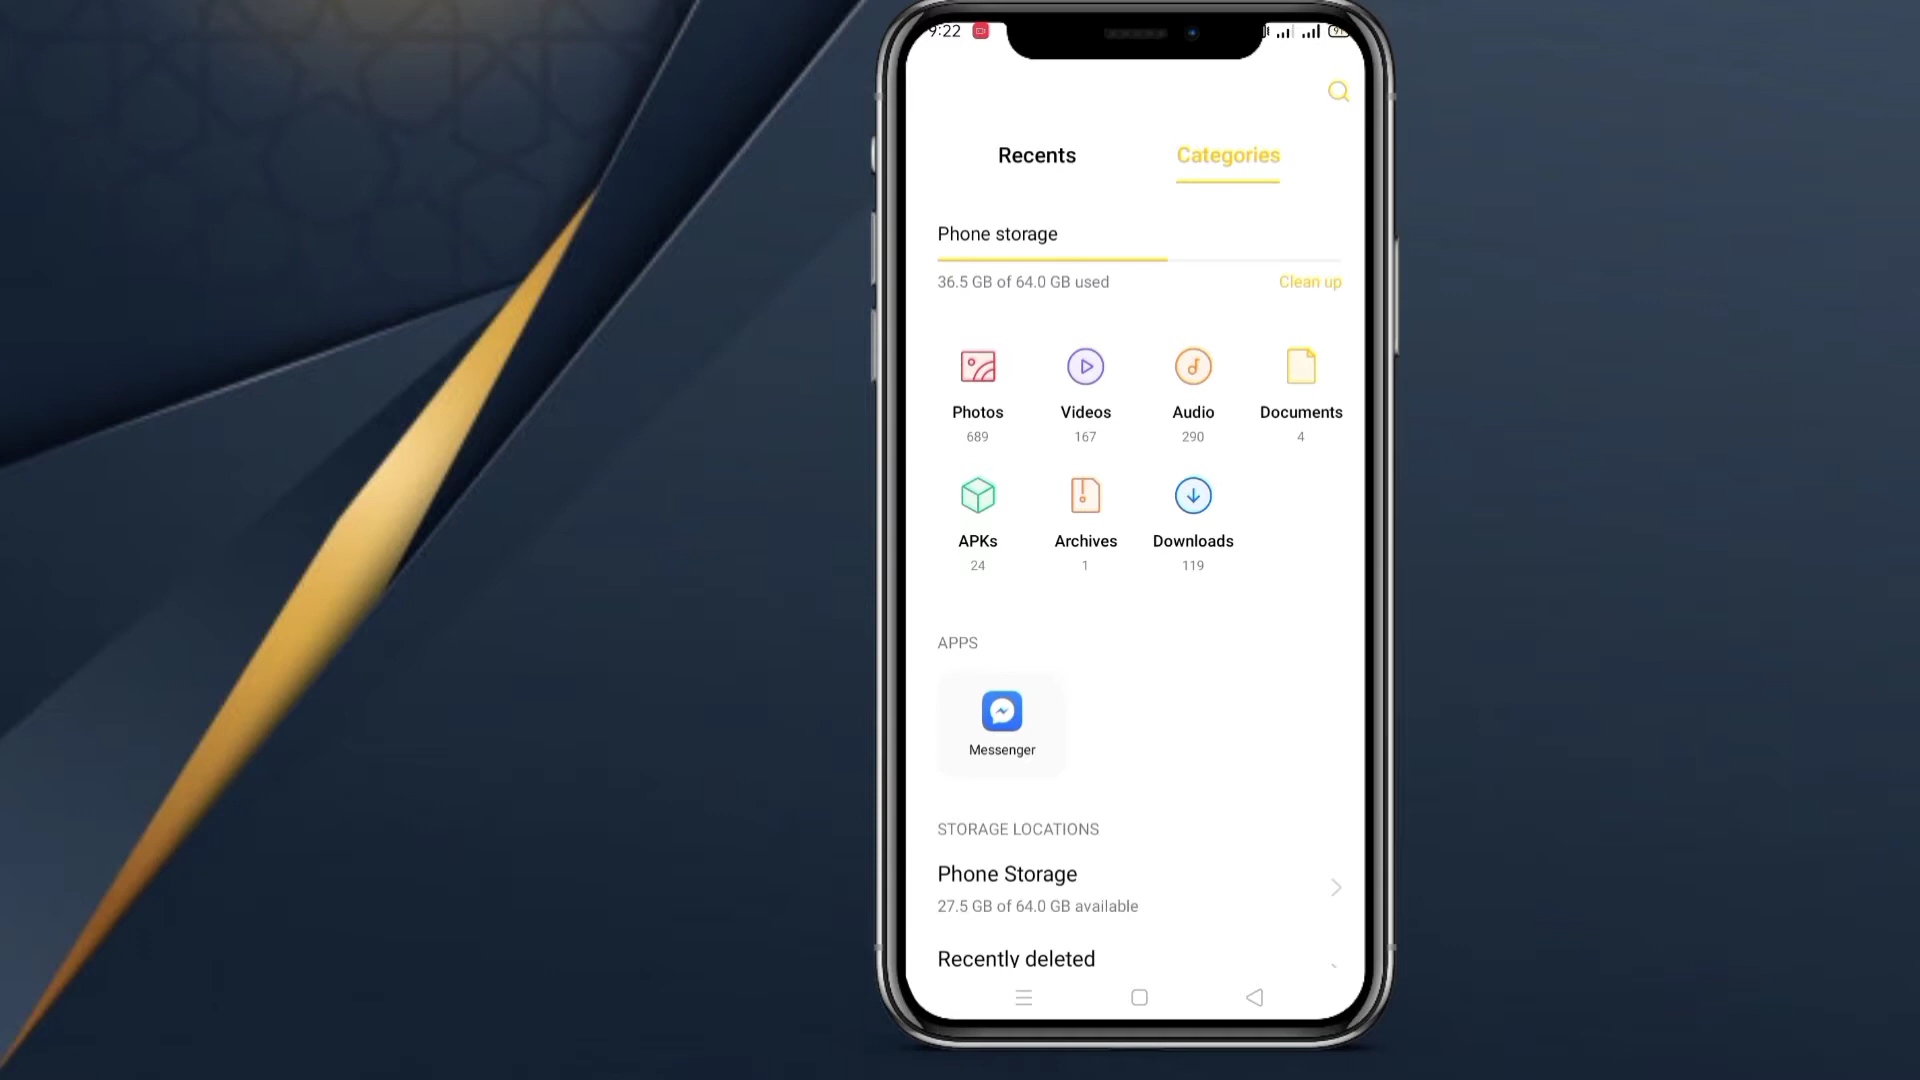 9:22
Recents Categories
Phone storage
36.5 GB of 64.0 GB used Clean up
Photos Videos Audio Documents
689 167 290 4
APKs Archives Downloads
24 1 119
APPS
Messenger
STORAGE LOCATIONS
Phone Storage
27.5 GB of 64.0 GB available
Recently deleted